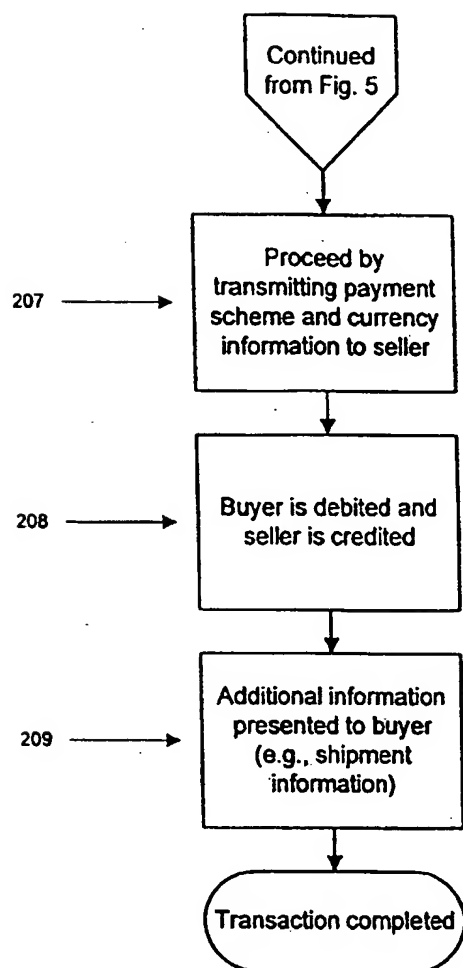 Continued
from Fig. 5
Proceed by
transmitting payment
scheme and currency
information to seller
207
Buyer is debited and
seller is credited
208
Additional information
presented to buyer
(e.g., shipment
information)
209
Transaction completed